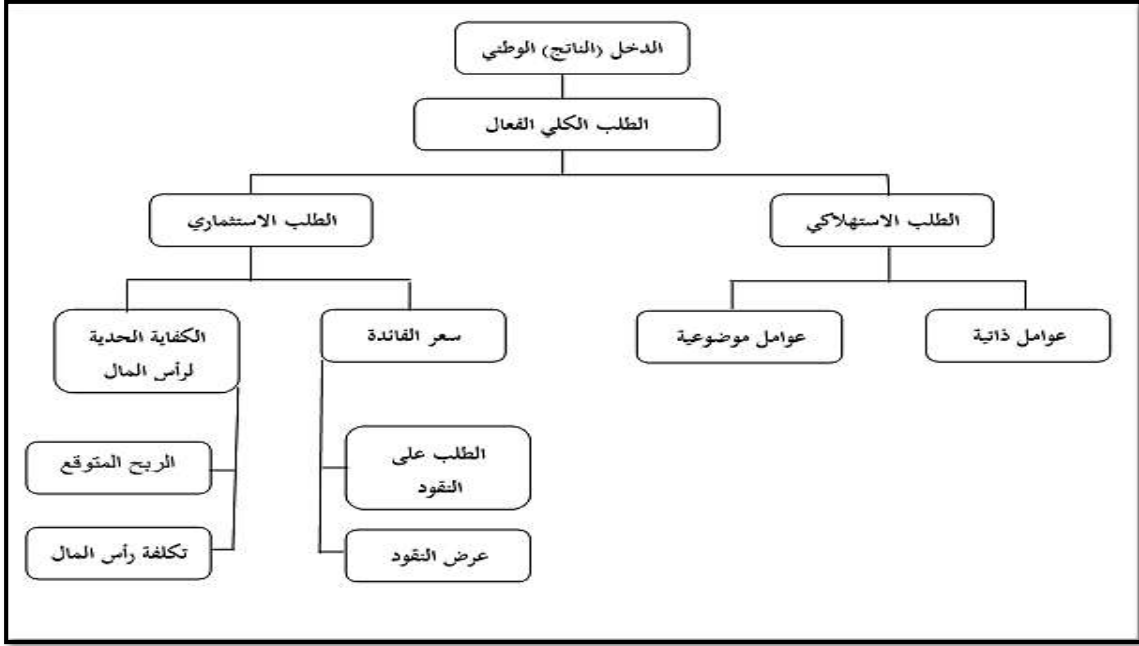 الدخل (الناتج) الوطني
الطلب الكلي الفعال
الطلب الاستهلاكي
الطلب الاستثماري
عوامل ذاتية
عوامل موضوعية
سعر الفائدة
الكفاية الحدية
لرأس المال
الطلب على
النقود
عرض النقود
الربح المتوقع
تكلفة رأس المال